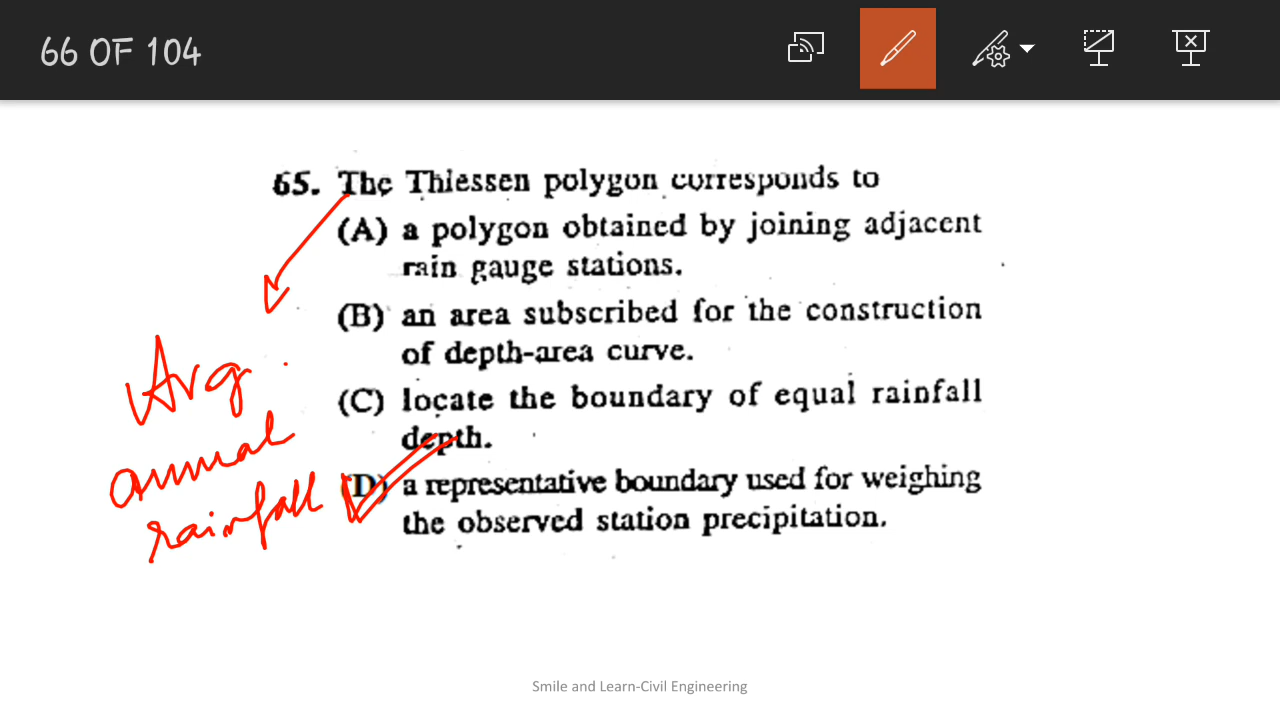 66 OF 104
65. The Thiessen polygon corresponds to
(A) a polygon obtained by joining adjacent
rain gauge stations.
(B) an area subscribed for the construction
of depth-area curve.
(C) locate the boundary of equal rainfall
depth.
(D) a representative boundary used for weighing
the observed station precipitation.
Avg
annual
rainfall
Smile and Learn-Civil Engineering